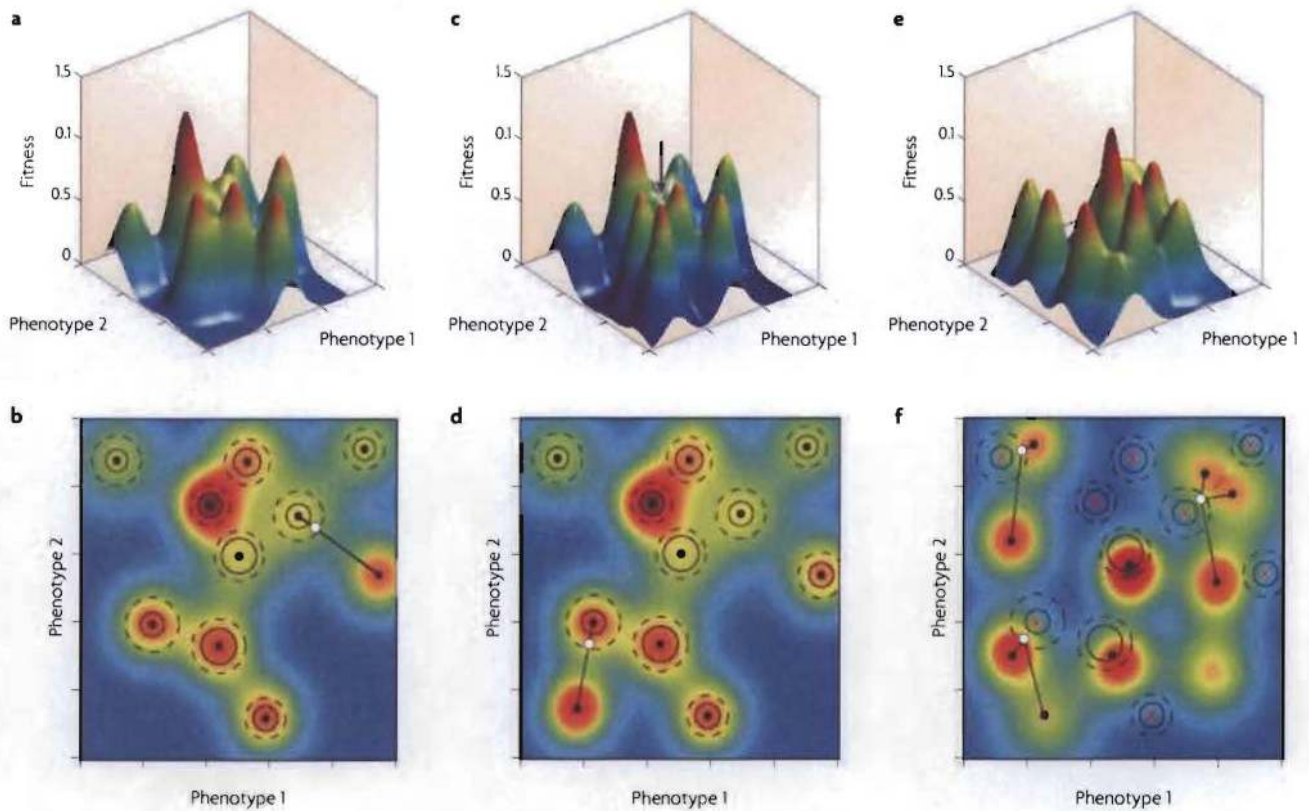 a
c
e
1.5
0.1
0.5
0
Fitness
Phenotype 2
Phenotype 1
1.5
0.1
0.5
0
Fitness
Phenotype 2
Phenotype 1
1.5
0.1
0.5
0
Fitness
Phenotype 2
Phenotype 1
b
d
f
Phenotype 2
Phenotype 1
Phenotype 2
Phenotype 1
Phenotype 2
Phenotype 1